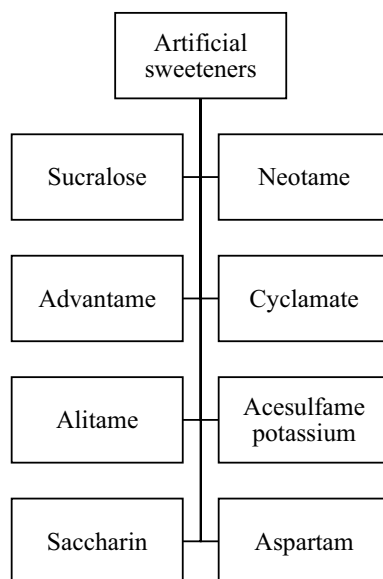 Artificial
sweeteners
Sucralose
Neotame
Advantame
Cyclamate
Alitame
Acesulfame
potassium
Saccharin
Aspartam